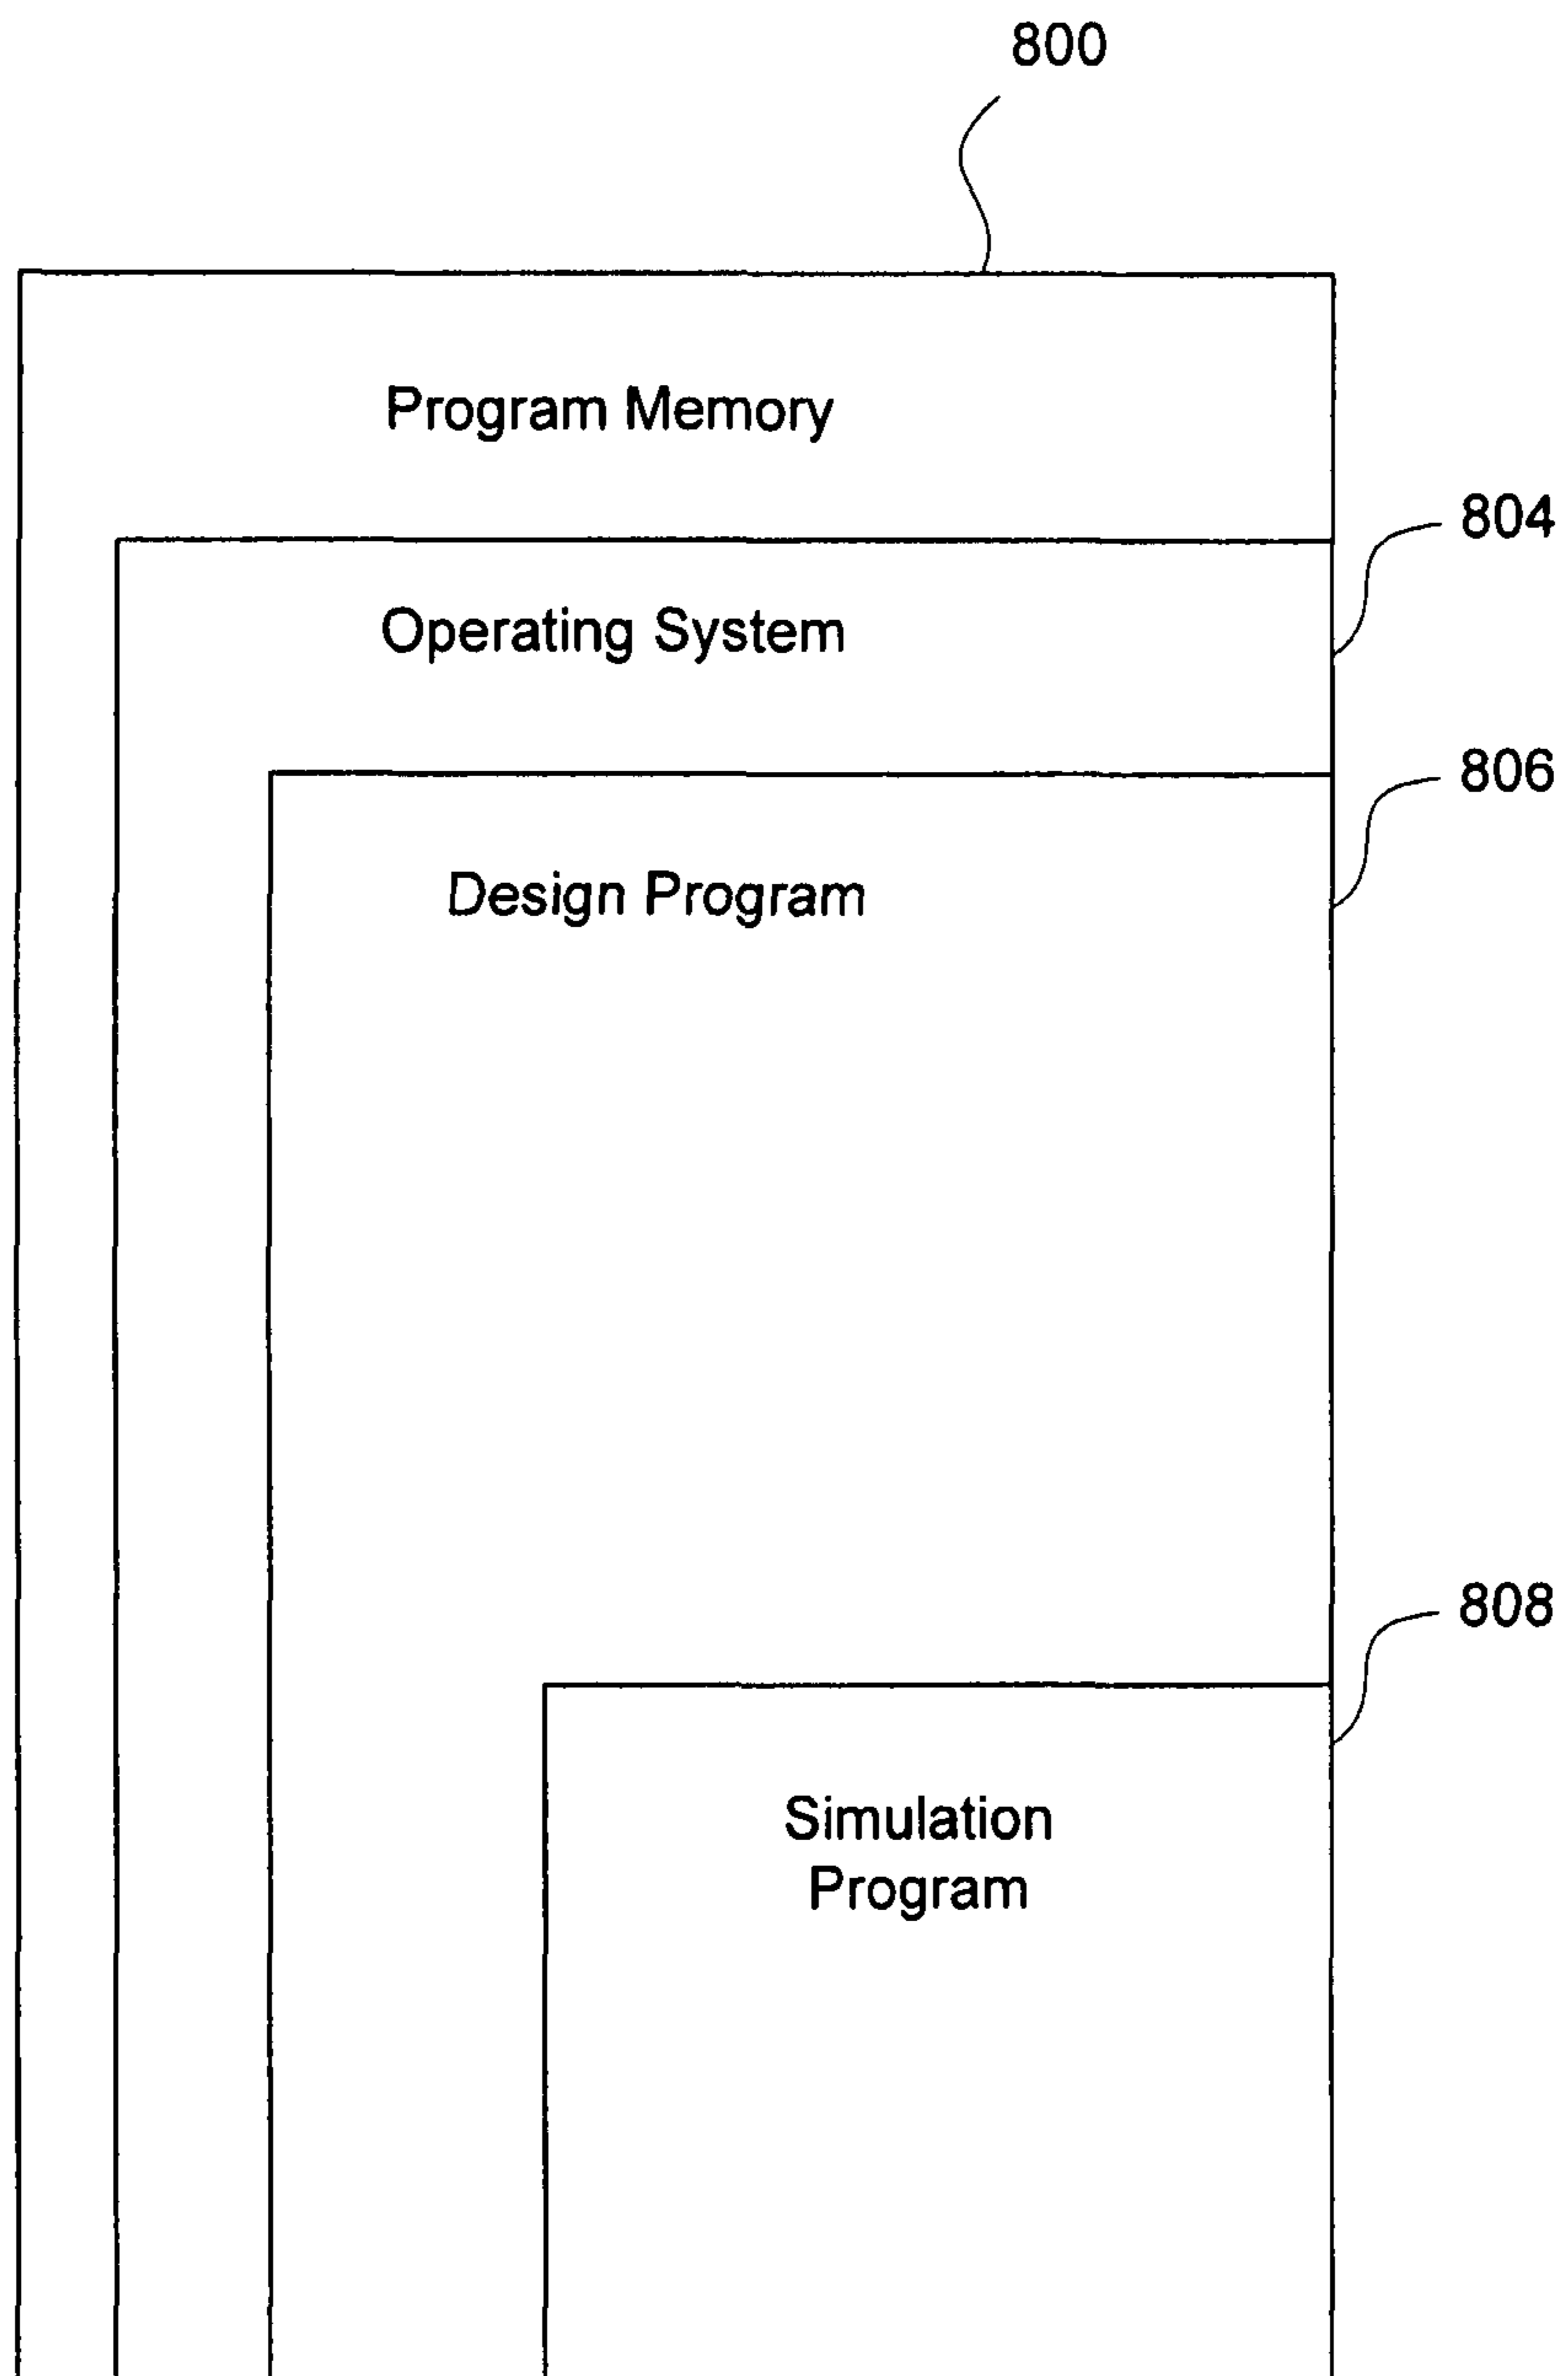 800
Program Memory
804
Operating System
806
Design Program
808
Simulation
Program